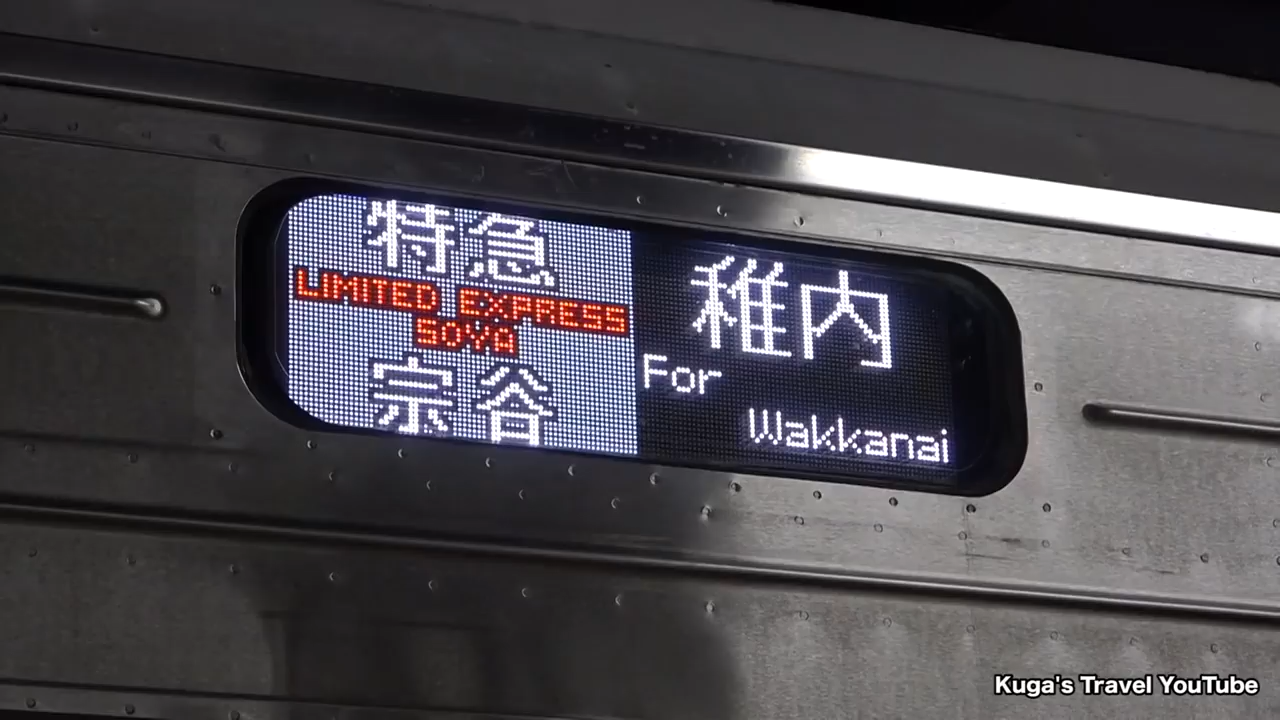 特急
LIMITED EXPRESS
SOYA
宗谷
稚内
For
Wakkanai
Kuga's Travel YouTube